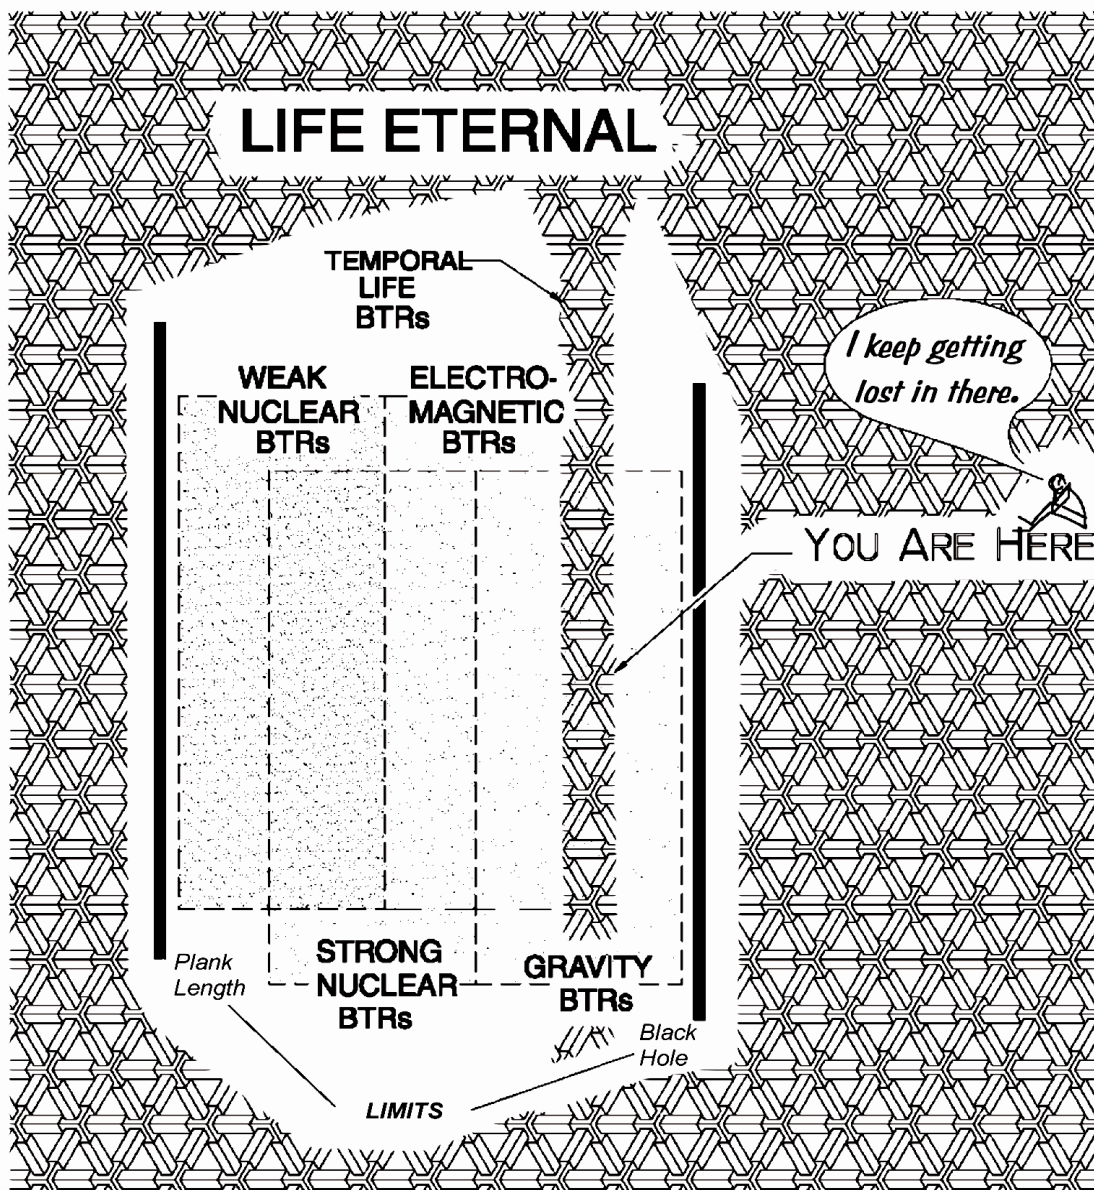 LIFE ETERNAL
TEMPORAL
LIFE
BTRs
I keep getting
lost in there.
WEAK
NUCLEAR
BTRs
ELECTRO-
MAGNETIC
BTRs
YOU ARE HERE
Plank
Length
STRONG
NUCLEAR
BTRs
GRAVITY
BTRs
Black
Hole
LIMITS